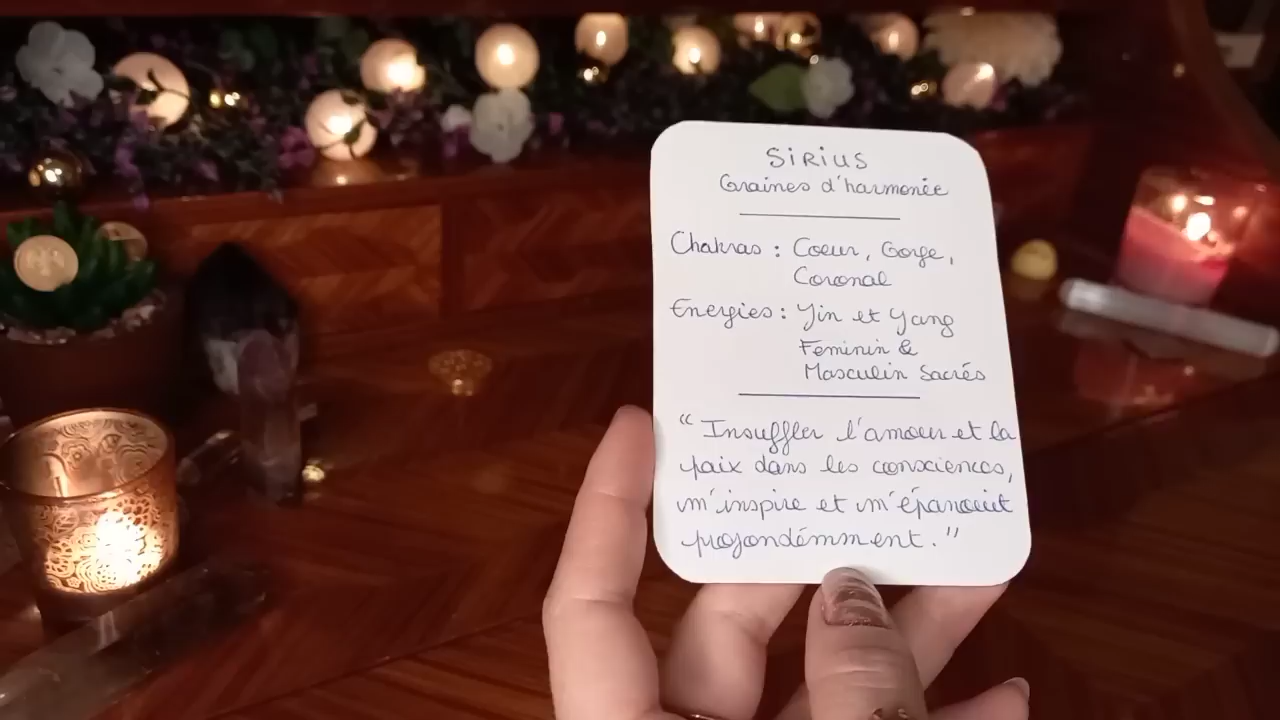 SiRiUS
Graines d'harmonie
Chakras : Coeur, Gorge,
Coronal
Energies : Yin et Yang
Feminin &
Masculin Sacrés
“ Insuffler l'amour et la
paix dans les consciences,
m'inspire et m'épanouit
profondémment. ”